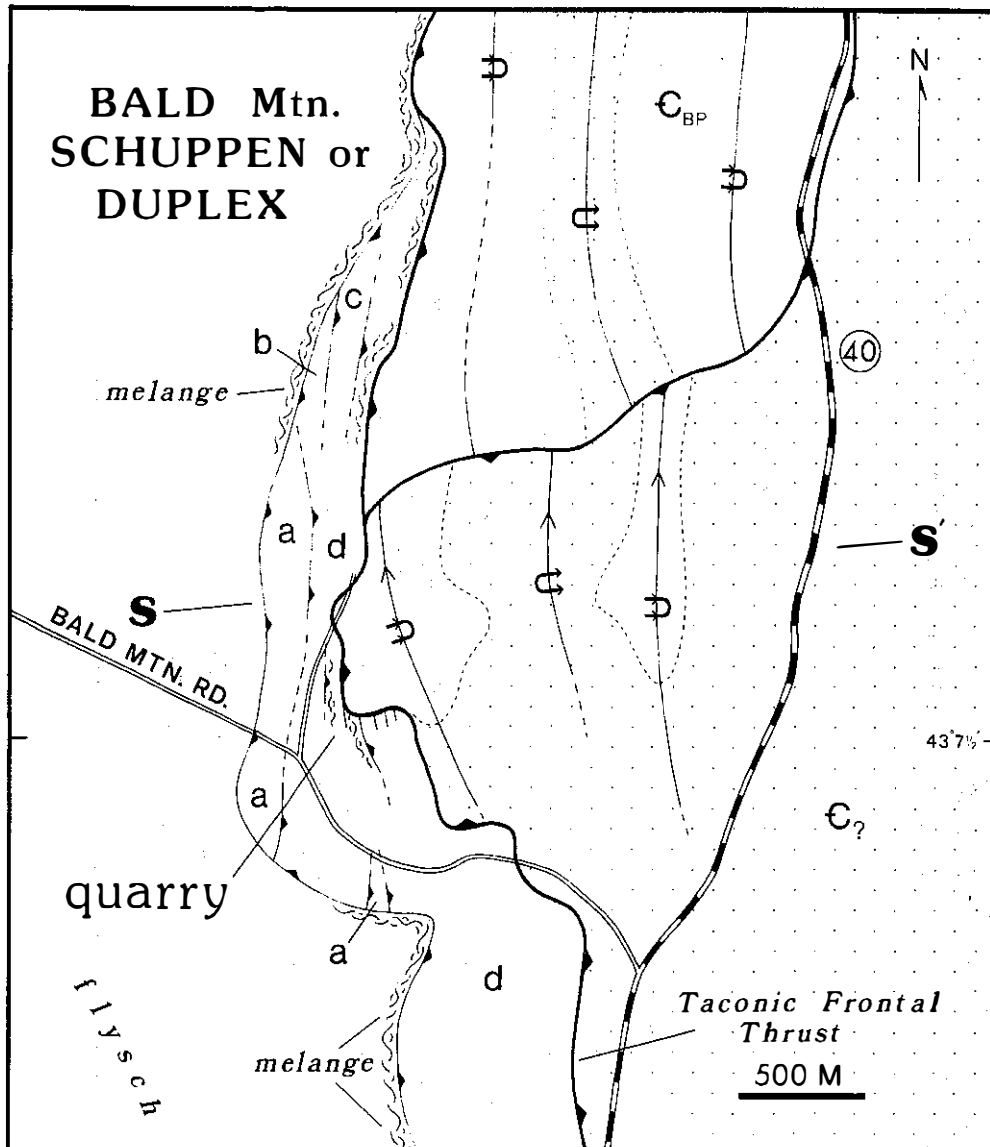 BALD Mtn.
SCHUPPEN or
DUPLEX
N
Є BP
40
c
b
melange
a
d
S
S'
BALD MTN. RD.
43°7½'
a
Є?
quarry
a
d
flysch
Taconic Frontal
Thrust
melange
500 M